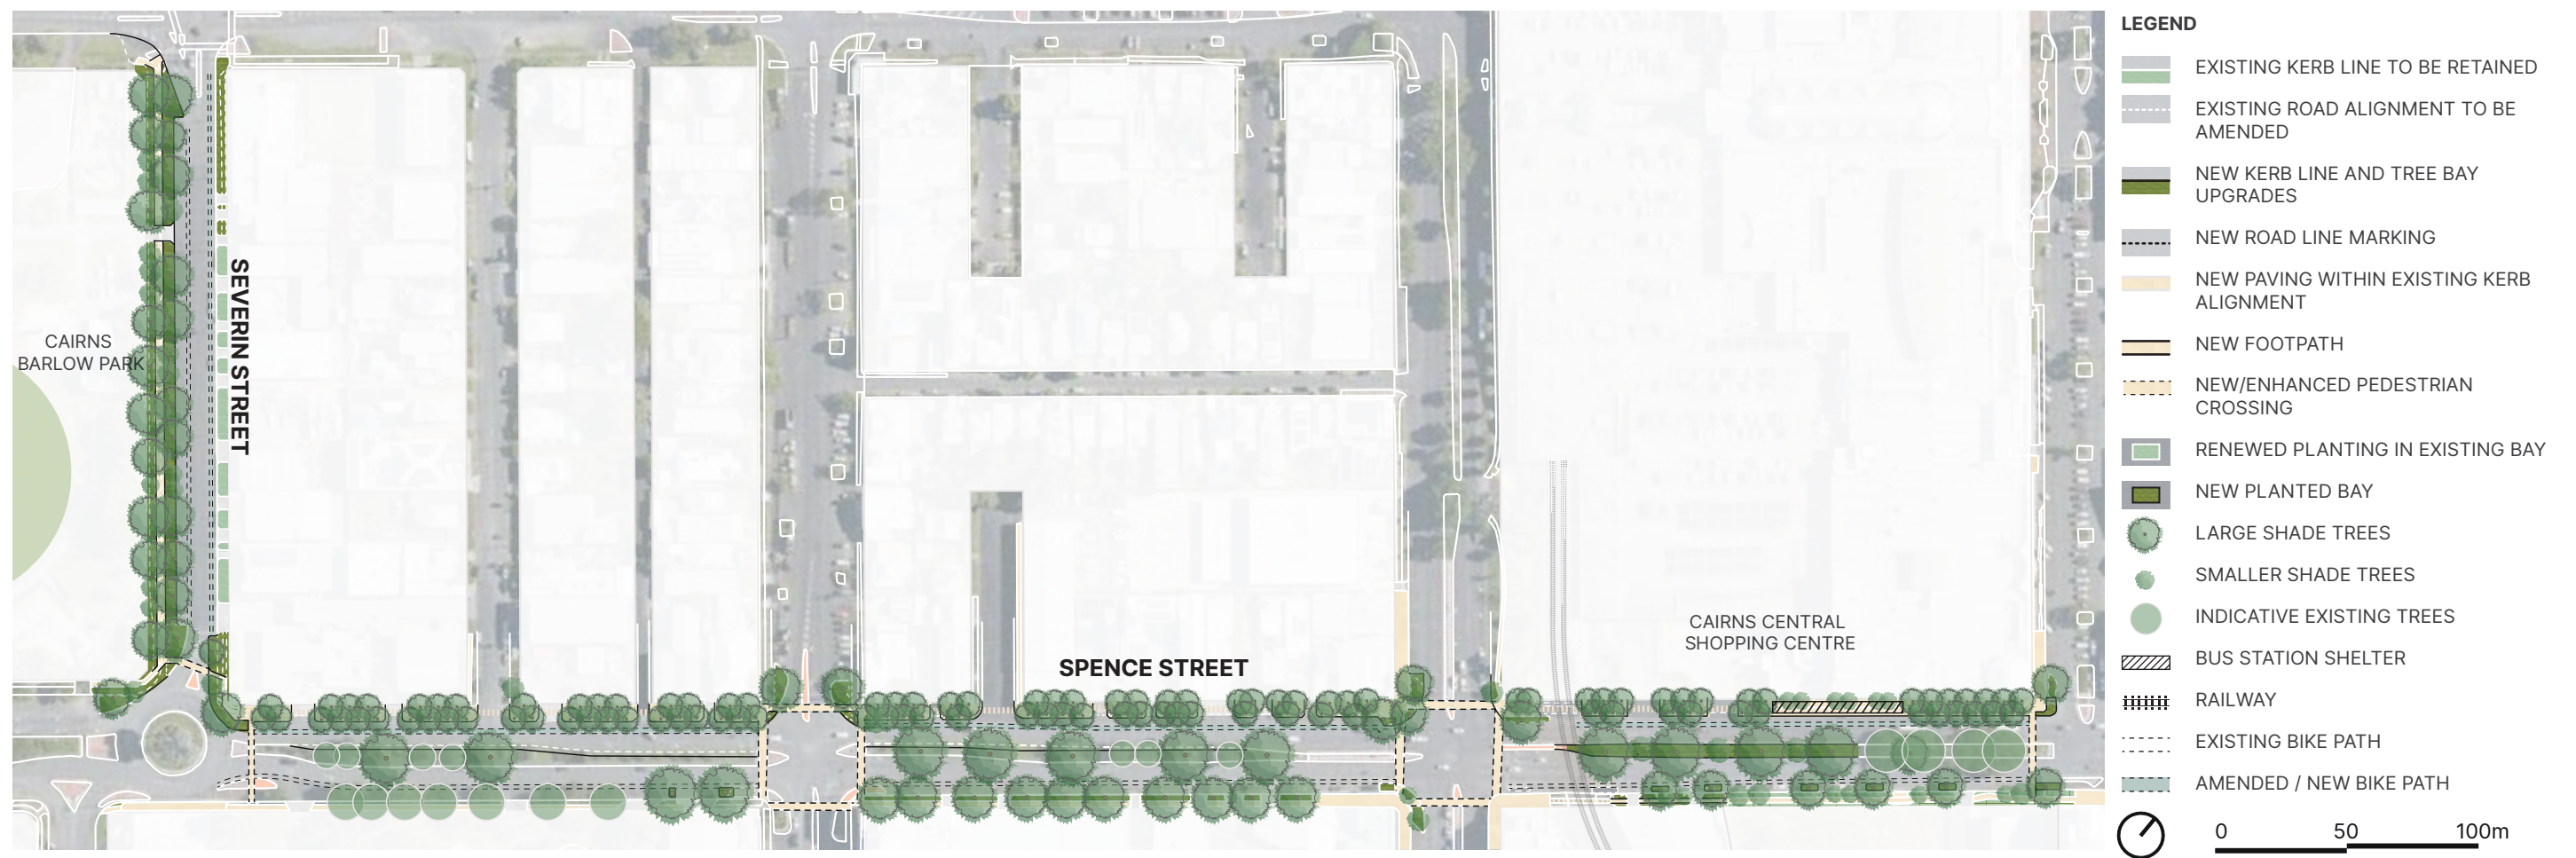 SEVERIN STREET
CAIRNS
BARLOW PARK
SPENCE STREET
CAIRNS CENTRAL
SHOPPING CENTRE
LEGEND
EXISTING KERB LINE TO BE RETAINED
EXISTING ROAD ALIGNMENT TO BE
AMENDED
NEW KERB LINE AND TREE BAY
UPGRADES
NEW ROAD LINE MARKING
NEW PAVING WITHIN EXISTING KERB
ALIGNMENT
NEW FOOTPATH
NEW/ENHANCED PEDESTRIAN
CROSSING
RENEWED PLANTING IN EXISTING BAY
NEW PLANTED BAY
LARGE SHADE TREES
SMALLER SHADE TREES
INDICATIVE EXISTING TREES
BUS STATION SHELTER
RAILWAY
EXISTING BIKE PATH
AMENDED / NEW BIKE PATH
0 50 100m